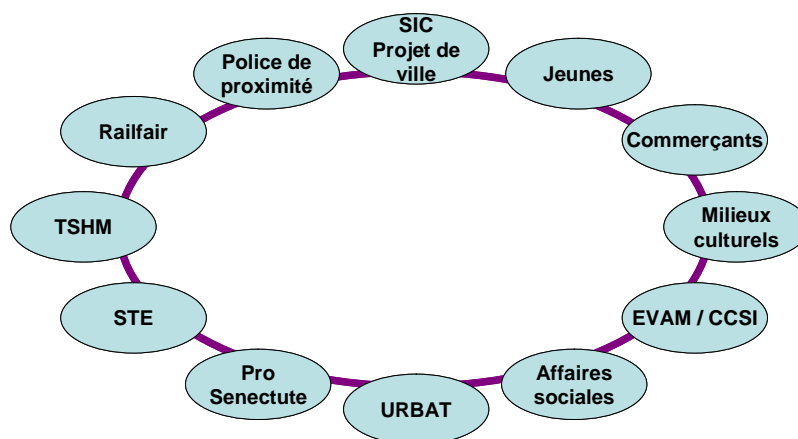 SIC
Projet de
ville
Police de
proximité
Jeunes
Railfair
Commerçants
TSHM
Milieux
culturels
STE
EVAM / CCSI
Pro
Senectute
Affaires
sociales
URBAT